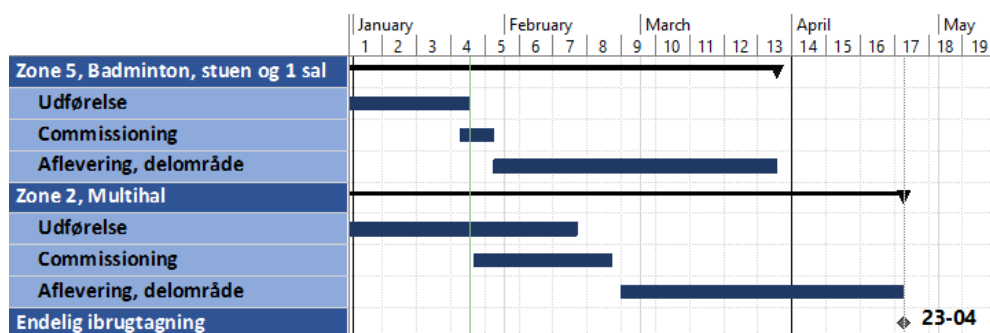 January February March April May
1 2 3 4 5 6 7 8 9 10 11 12 13 14 15 16 17 18 19
Zone 5, Badminton, stuen og 1 sal
Udførelse
Commissioning
Aflevering, delområde
Zone 2, Multihal
Udførelse
Commissioning
Aflevering, delområde
Endelig ibrugtagning 23-04